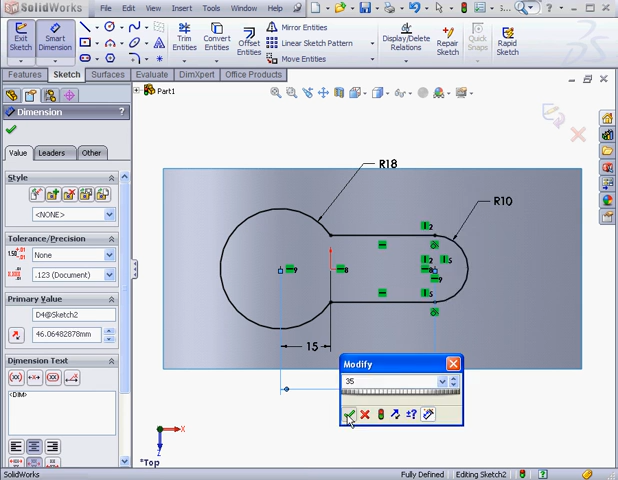 SolidWorks
File Edit View Insert Tools Window Help
Exit Sketch
Smart Dimension
Trim Entities
Convert Entities
Offset Entities
Mirror Entities
Linear Sketch Pattern
Move Entities
Display/Delete Relations
Repair Sketch
Quick Snaps
Rapid Sketch
Features Sketch Surfaces Evaluate DimXpert Office Products
Part1
Dimension ?
Value Leaders Other
Style
<NONE>
Tolerance/Precision
None
.123 (Document)
Primary Value
D4@Sketch2
46.06482878mm
Dimension Text
<DIM>
R18
R10
15
Modify
35
X
*Top
SolidWorks
Fully Defined Editing Sketch2